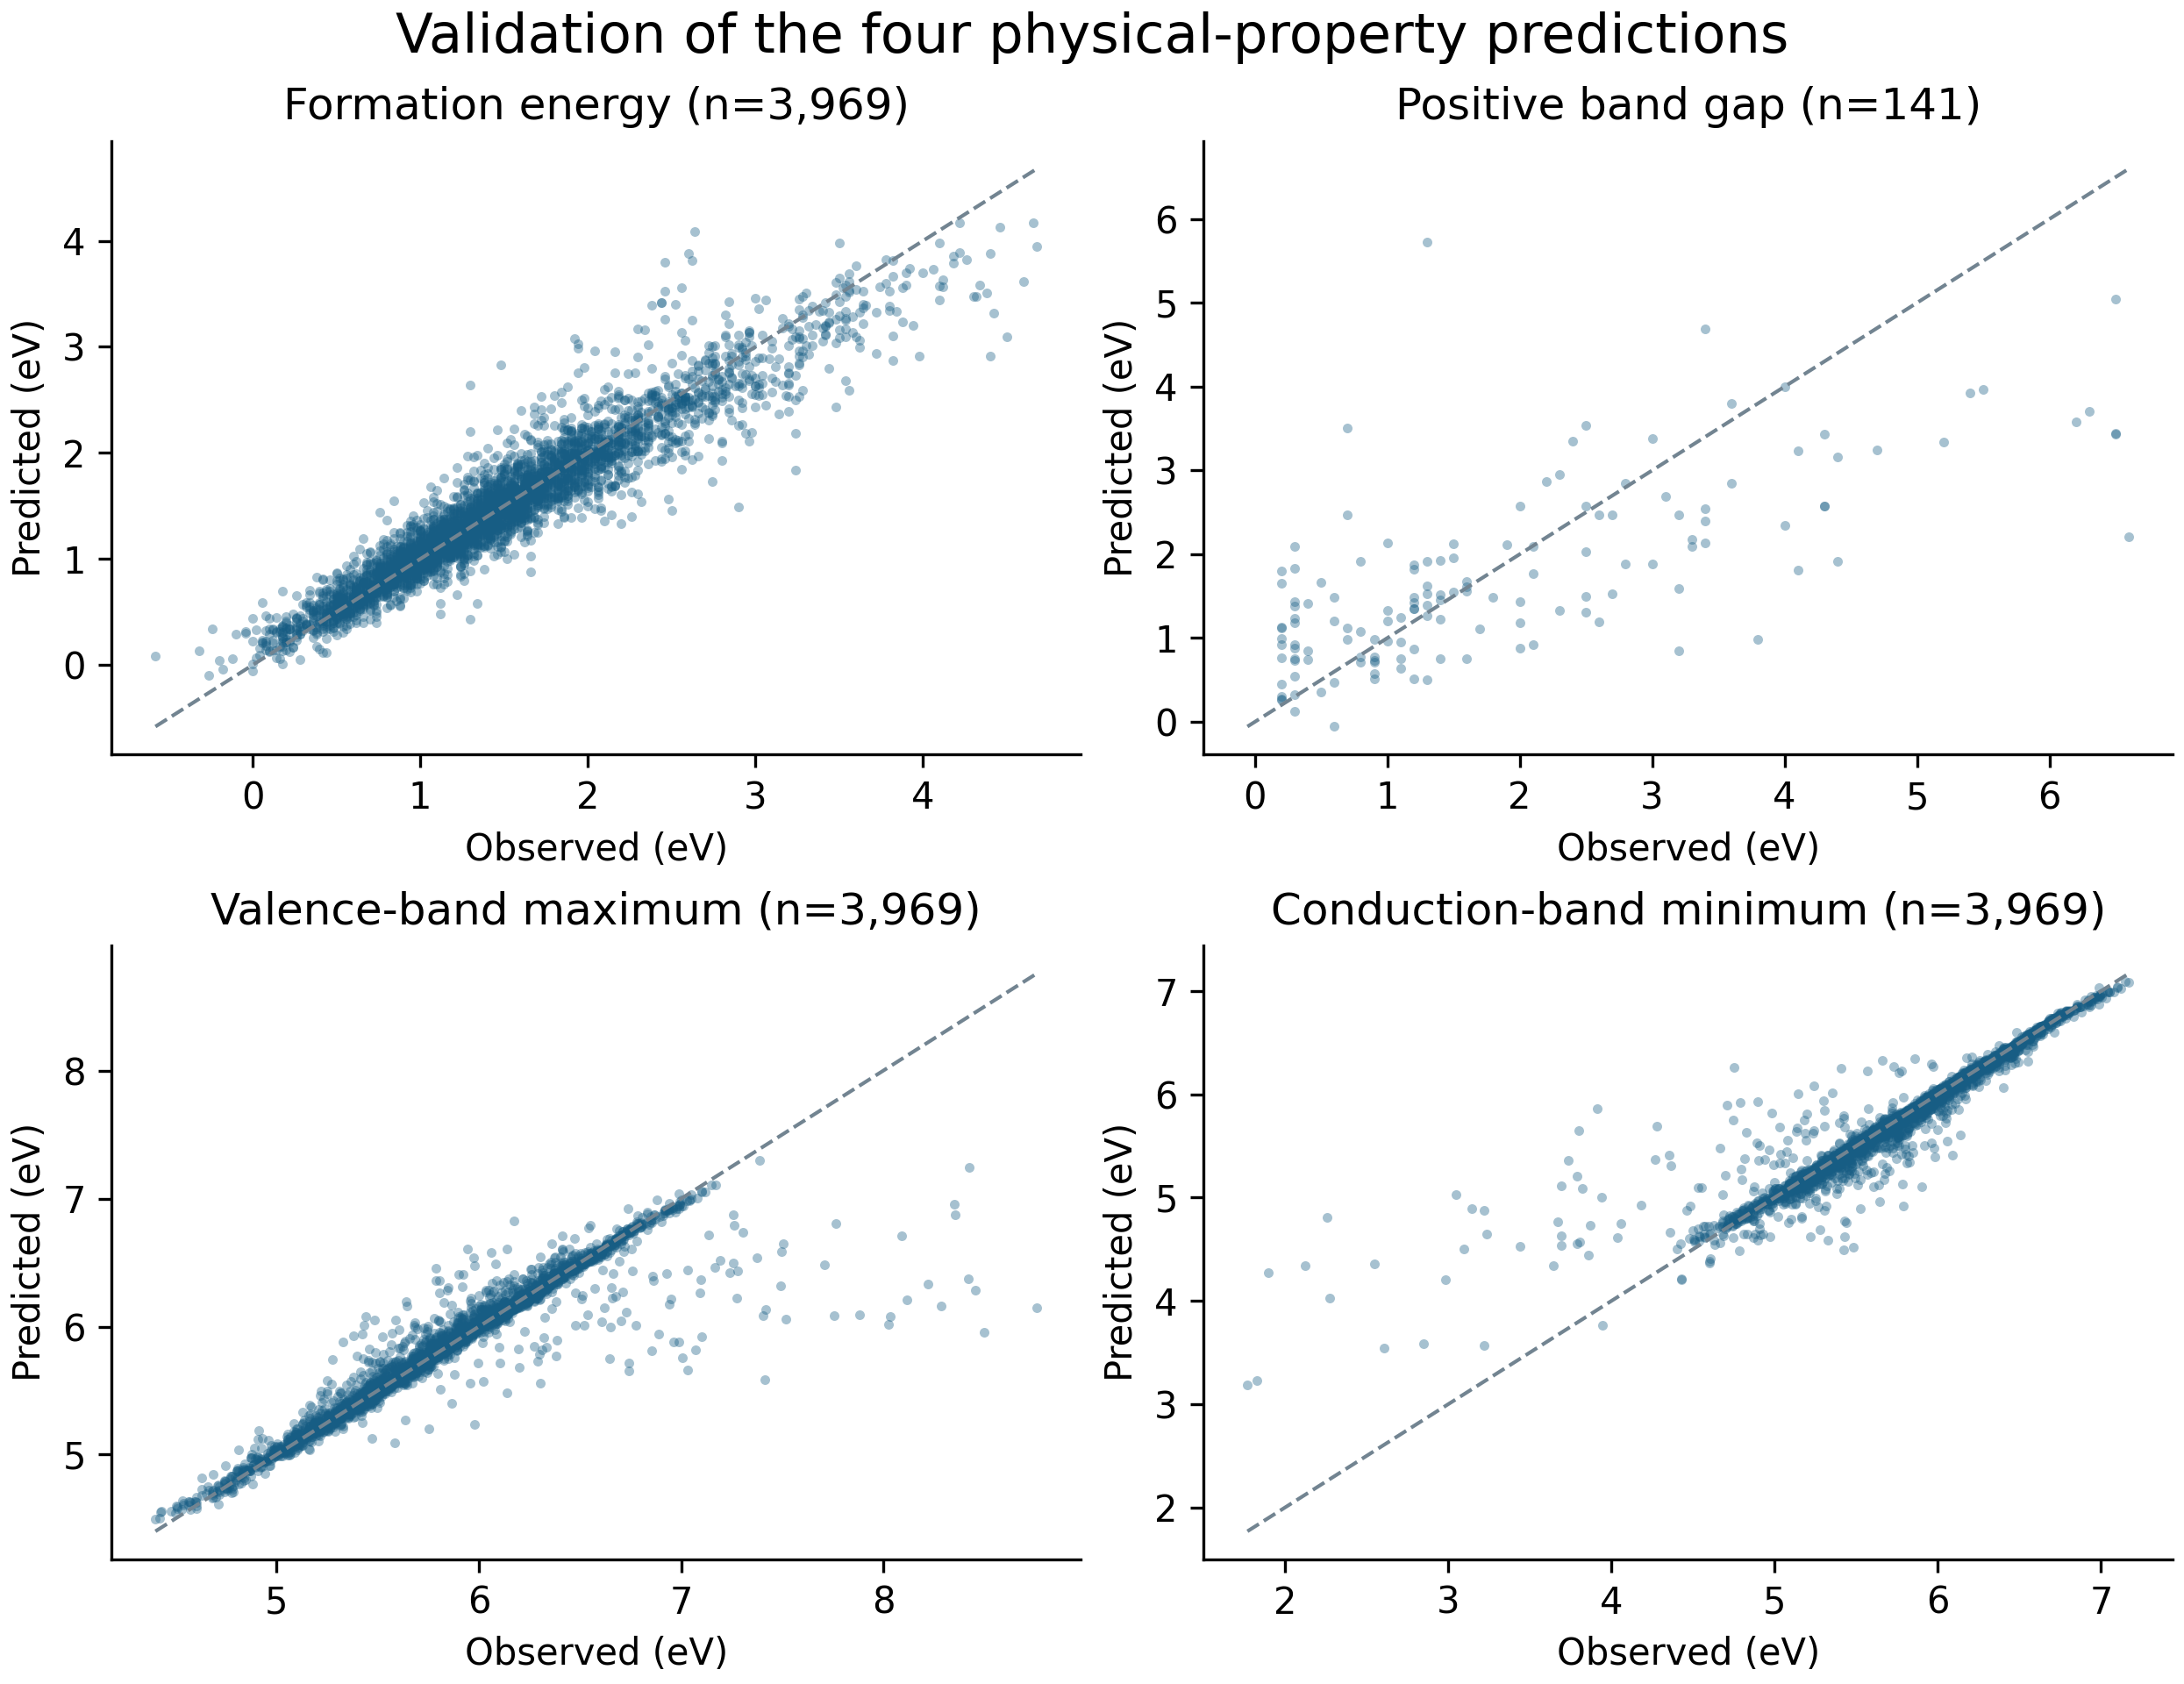 Validation of the four physical-property predictions
Formation energy (n=3,969)
Predicted (eV)
4
3
2
1
0
0 1 2 3 4
Observed (eV)
Positive band gap (n=141)
Predicted (eV)
6
5
4
3
2
1
0
0 1 2 3 4 5 6
Observed (eV)
Valence-band maximum (n=3,969)
Predicted (eV)
8
7
6
5
5 6 7 8
Observed (eV)
Conduction-band minimum (n=3,969)
Predicted (eV)
7
6
5
4
3
2
2 3 4 5 6 7
Observed (eV)